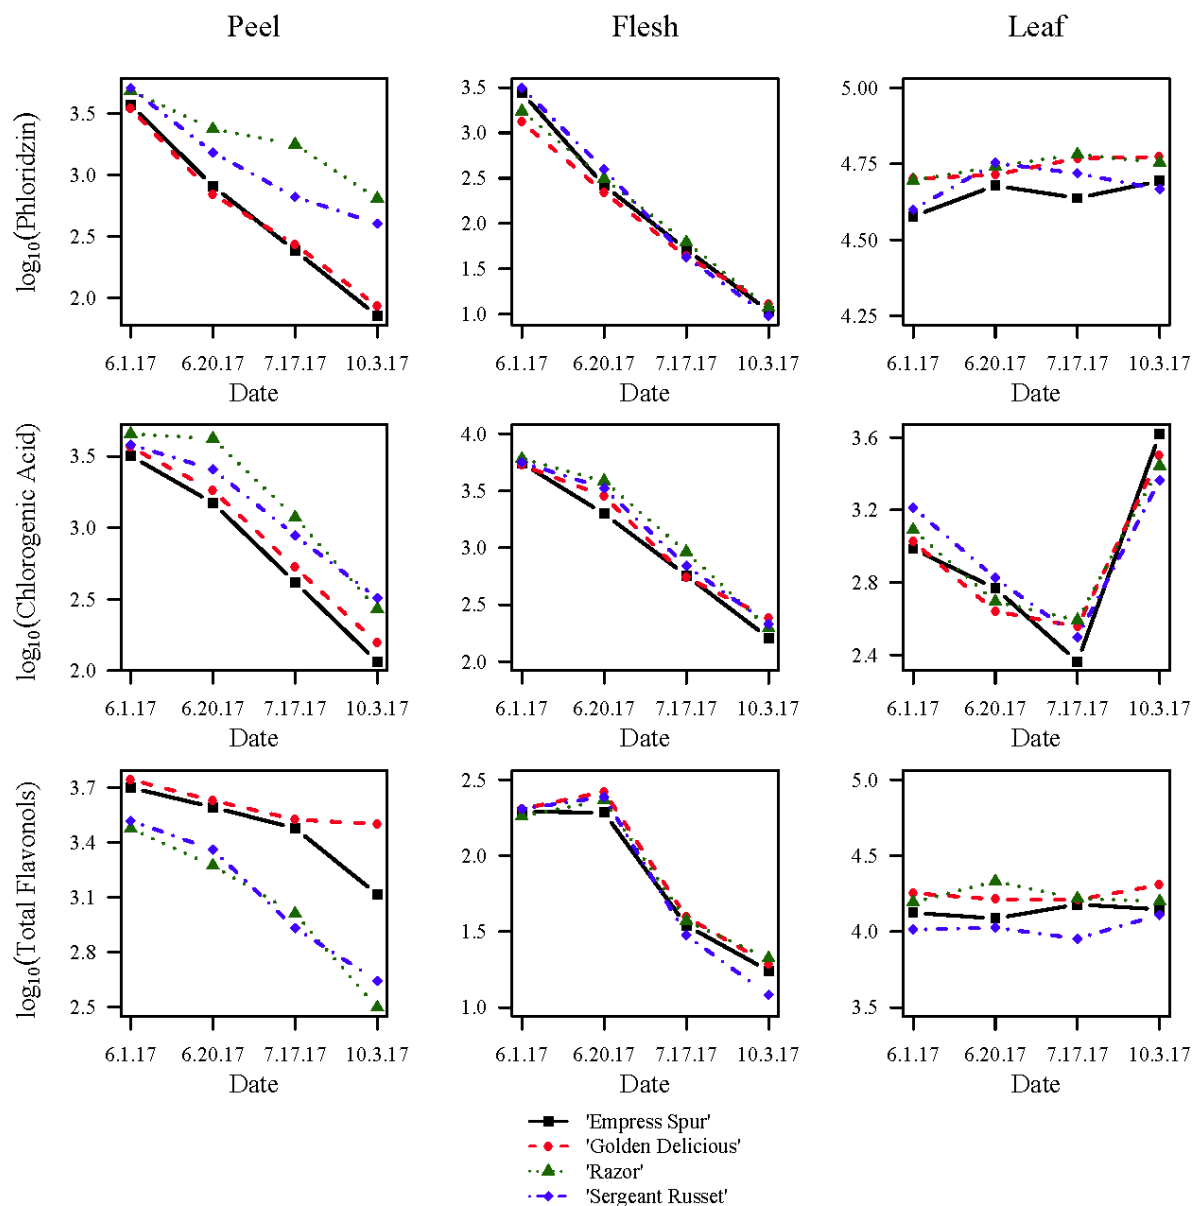 Peel Flesh Leaf
log₁₀(Phloridzin)
3.5
3.0
2.5
2.0
6.1.17 6.20.17 7.17.17 10.3.17
Date
3.5
3.0
2.5
2.0
1.5
1.0
6.1.17 6.20.17 7.17.17 10.3.17
Date
5.00
4.75
4.50
4.25
6.1.17 6.20.17 7.17.17 10.3.17
Date
log₁₀(Chlorogenic Acid)
3.5
3.0
2.5
2.0
6.1.17 6.20.17 7.17.17 10.3.17
Date
4.0
3.5
3.0
2.5
2.0
6.1.17 6.20.17 7.17.17 10.3.17
Date
3.6
3.2
2.8
2.4
6.1.17 6.20.17 7.17.17 10.3.17
Date
log₁₀(Total Flavonols)
3.7
3.4
3.1
2.8
2.5
6.1.17 6.20.17 7.17.17 10.3.17
Date
2.5
2.0
1.5
1.0
6.1.17 6.20.17 7.17.17 10.3.17
Date
5.0
4.5
4.0
3.5
6.1.17 6.20.17 7.17.17 10.3.17
Date
'Empress Spur'
'Golden Delicious'
'Razor'
'Sergeant Russet'